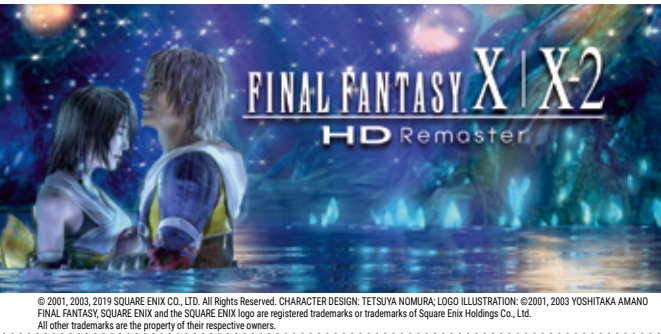 FINAL FANTASY X | X-2
HD Remaster
© 2001, 2003, 2019 SQUARE ENIX CO., LTD. All Rights Reserved. CHARACTER DESIGN: TETSUYA NOMURA; LOGO ILLUSTRATION: ©2001, 2003 YOSHITAKA AMANO
FINAL FANTASY, SQUARE ENIX and the SQUARE ENIX logo are registered trademarks or trademarks of Square Enix Holdings Co., Ltd.
All other trademarks are the property of their respective owners.